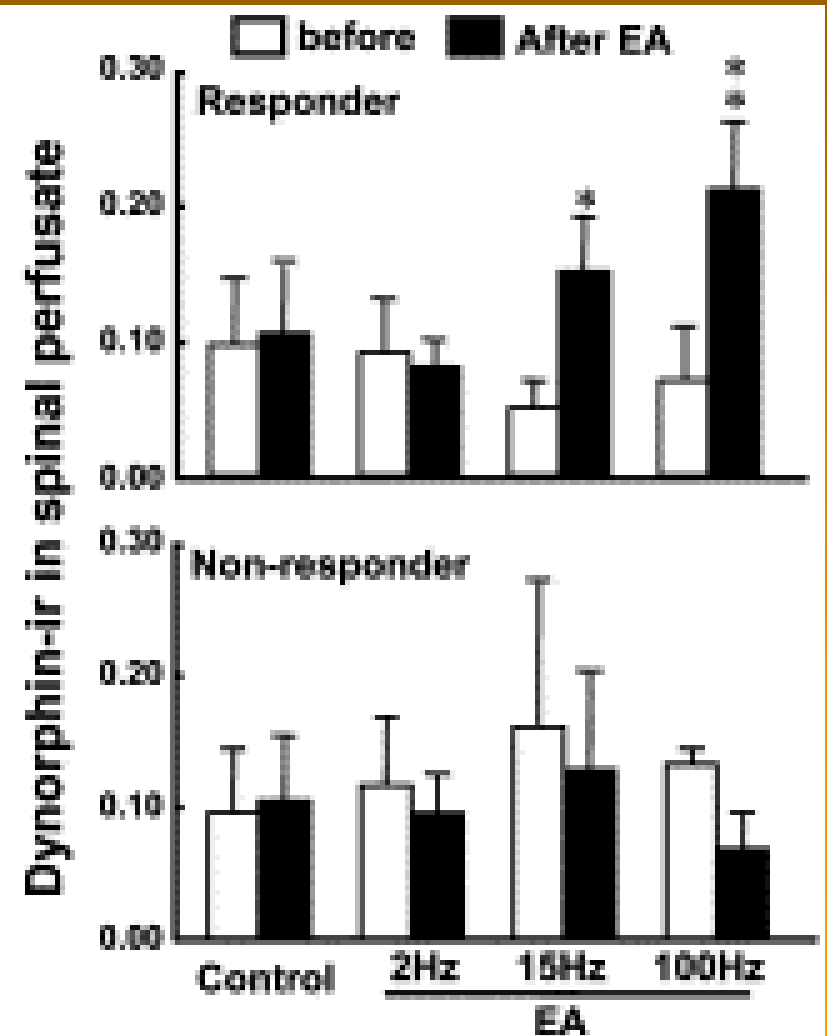 before After EA
0.30
Responder
*
*
*
0.20
0.10
0.00
Dynorphin-ir in spinal perfusate
0.30
Non-responder
0.20
0.10
0.00
Control 2Hz 15Hz 100Hz
EA